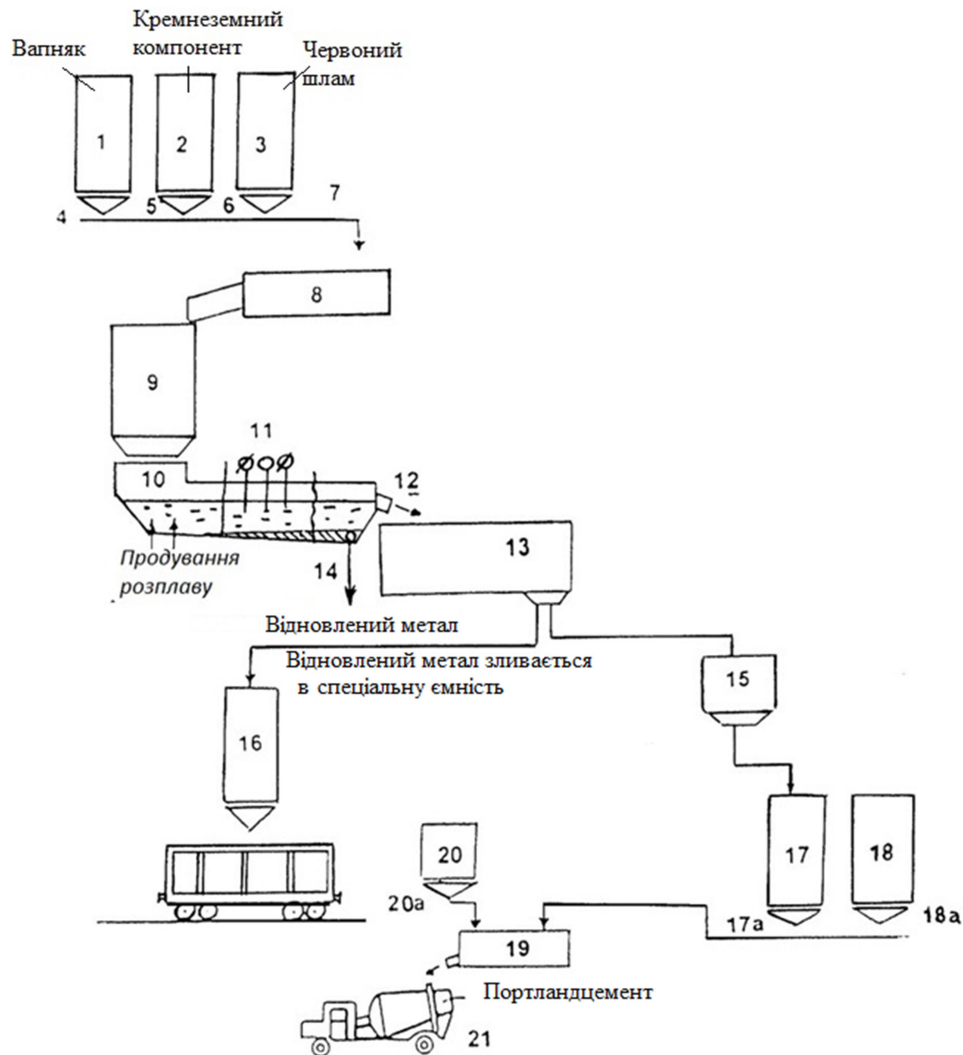 Кремнеземний
компонент
Вапняк
Червоний
шлам
1
2
3
4
5
6
7
8
9
10
11
12
13
Продування
розплаву
14
Відновлений метал
Відновлений метал зливається
в спеціальну ємність
15
16
17
18
20
20а
17а
18а
19
Портландцемент
21